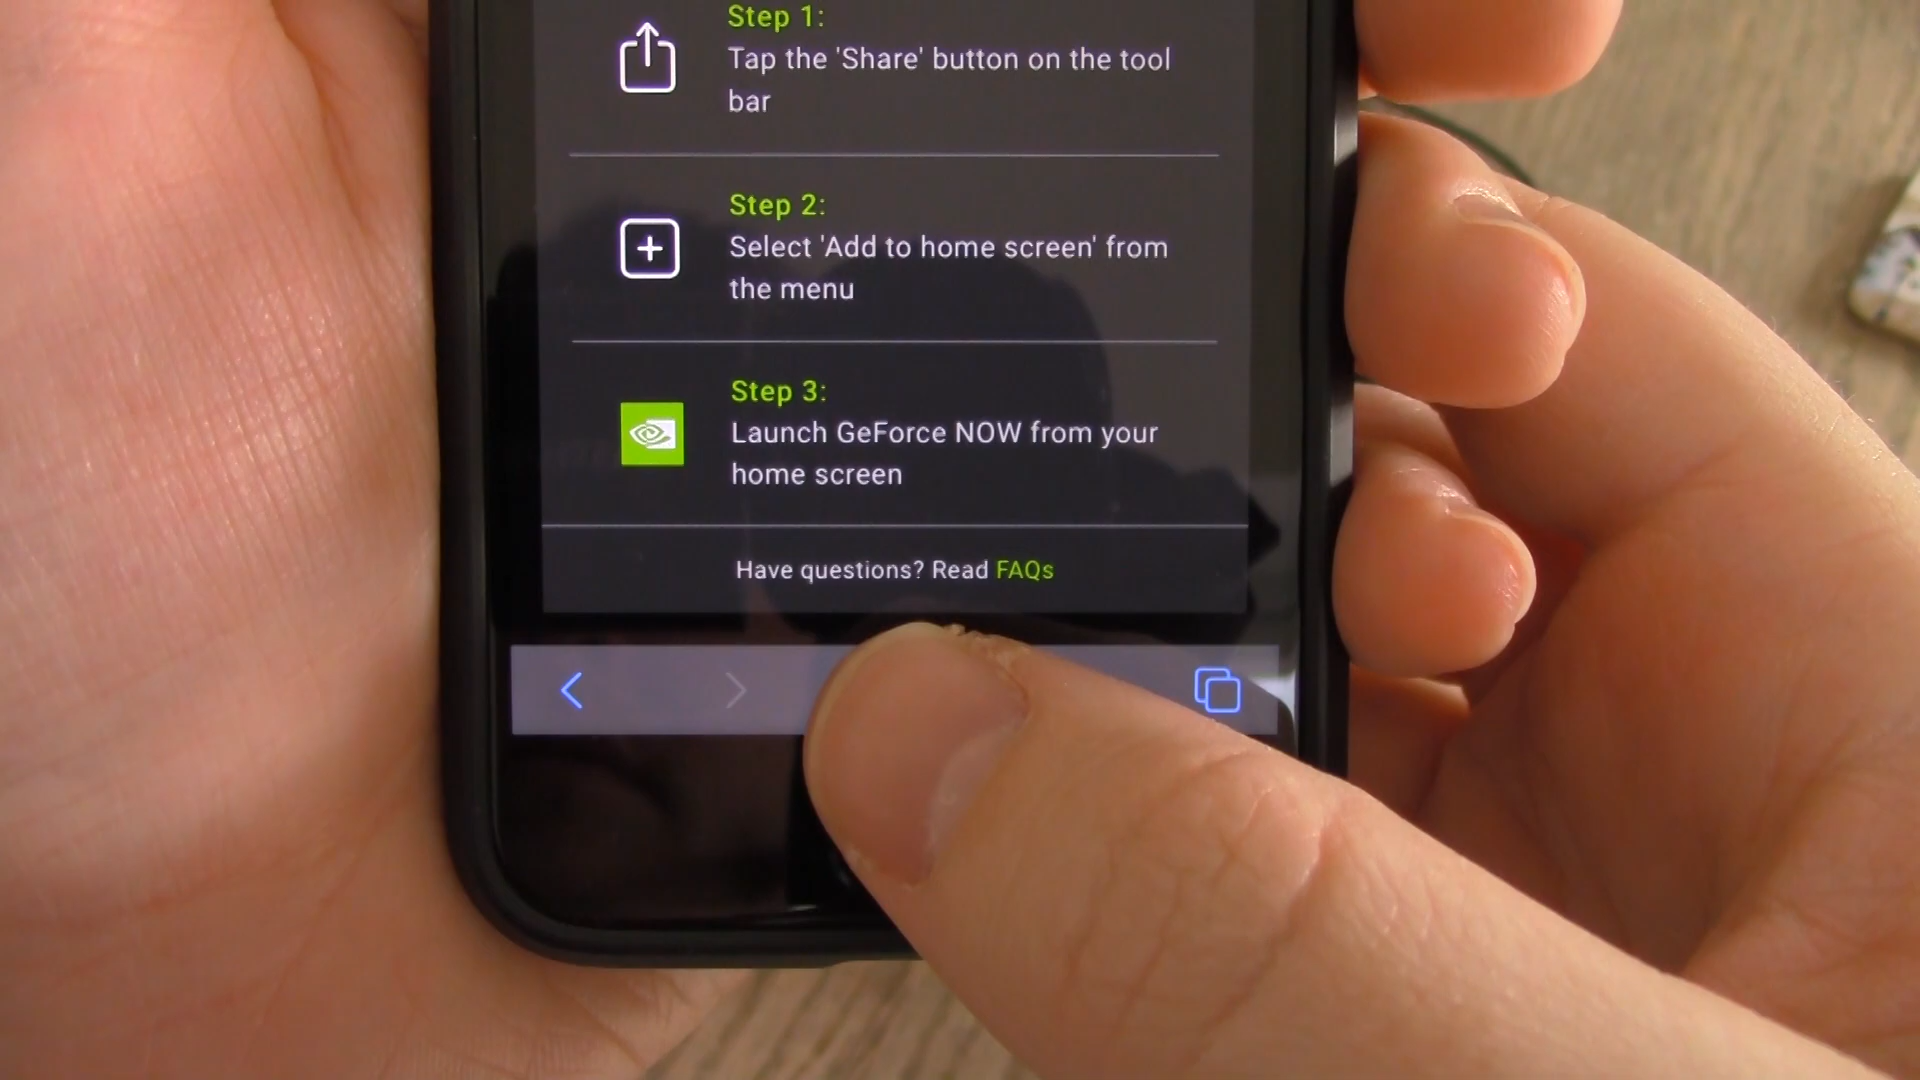 Step 1:
Tap the 'Share' button on the tool
bar
Step 2:
Select 'Add to home screen' from
the menu
Step 3:
Launch GeForce NOW from your
home screen
Have questions? Read FAQs